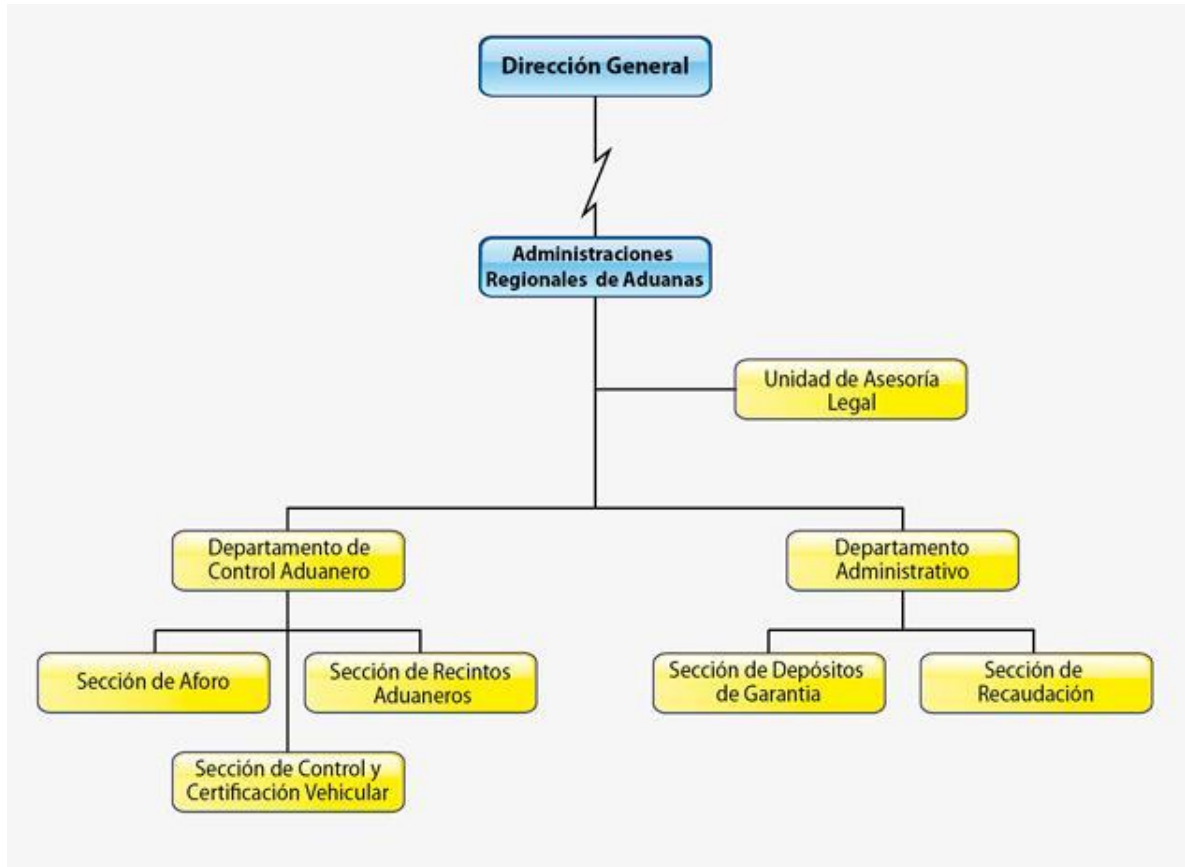 Dirección General
Administraciones
Regionales de Aduanas
Unidad de Asesoría
Legal
Departamento de
Control Aduanero
Departamento
Administrativo
Sección de Aforo
Sección de Recintos
Aduaneros
Sección de Depósitos
de Garantia
Sección de
Recaudación
Sección de Control y
Certificación Vehicular